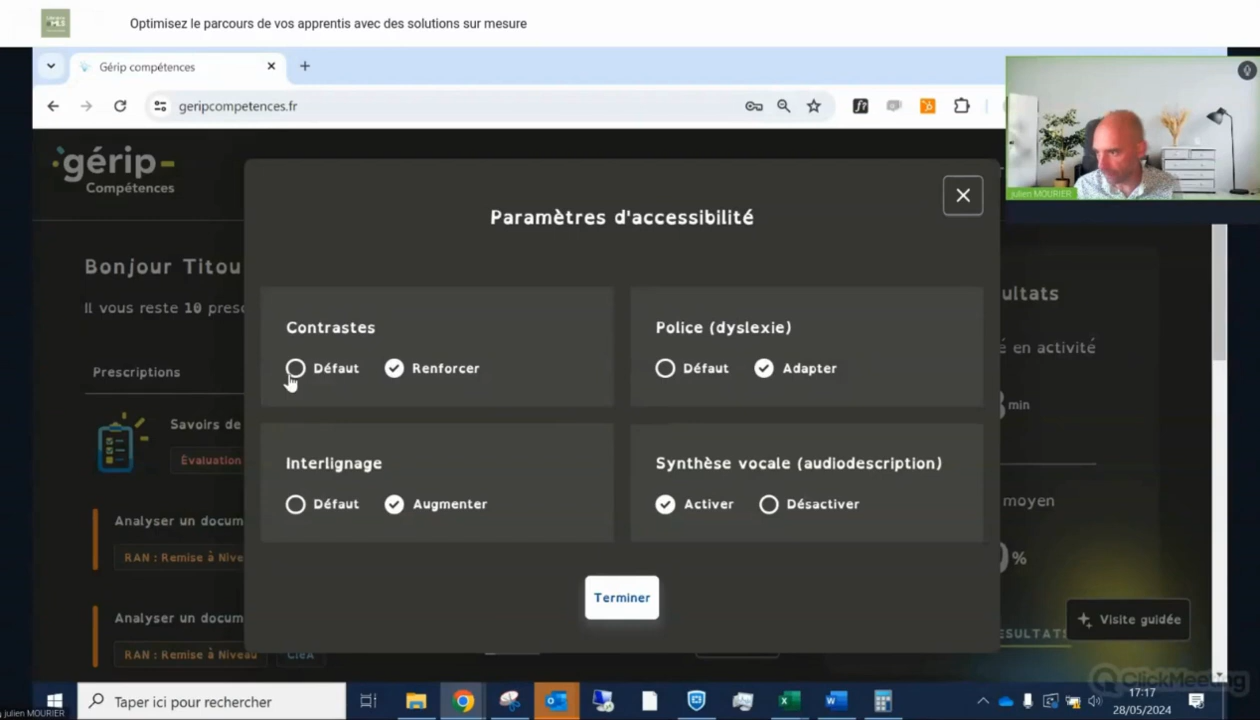 Optimisez le parcours de vos apprentis avec des solutions sur mesure
Gérip compétences
geripcompetences.fr
julien MOURIER
gérip
Compétences
Paramètres d'accessibilité
Bonjour Titou
Il vous reste 10
Prescriptions
Savoirs de
Évaluation
Analyser un docum
RAN : Remise à Nive
Analyser un docum
RAN : Remise à Niveau
CléA
Contrastes
Défaut
Renforcer
Police (dyslexie)
Défaut
Adapter
Interlignage
Défaut
Augmenter
Synthèse vocale (audiodescription)
Activer
Désactiver
Terminer
ultats
é en activité
min
moyen
%
ESULTATS
Visite guidée
ClickMeeting
Taper ici pour rechercher
17:17
28/05/2024
julien MOURIER